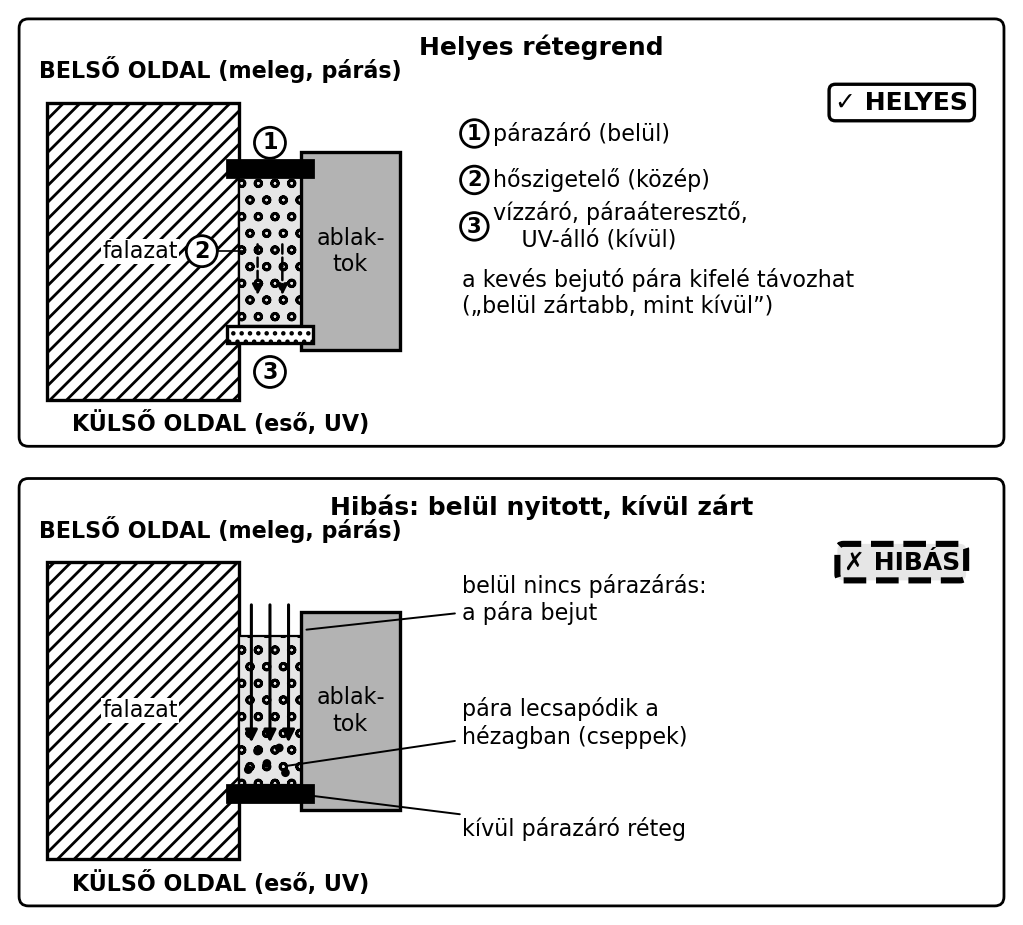 Helyes rétegrend
BELSŐ OLDAL (meleg, párás)
✓ HELYES
1
1 párazáró (belül)
2 hőszigetelő (közép)
3 vízzáró, páraáteresztő,
UV-álló (kívül)
falazat 2
ablak-
tok
a kevés bejutó pára kifelé távozhat
(„belül zártabb, mint kívül”)
3
KÜLSŐ OLDAL (eső, UV)
Hibás: belül nyitott, kívül zárt
BELSŐ OLDAL (meleg, párás)
✗ HIBÁS
belül nincs párazárás:
a pára bejut
falazat
ablak-
tok
pára lecsapódik a
hézagban (cseppek)
kívül párazáró réteg
KÜLSŐ OLDAL (eső, UV)